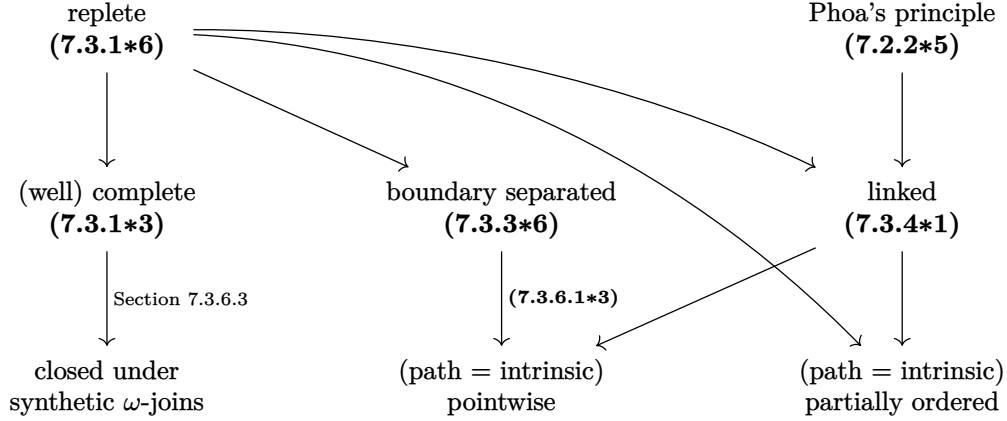 replete
(7.3.1*6)
Phoa's principle
(7.2.2*5)
(well) complete
(7.3.1*3)
boundary separated
(7.3.3*6)
linked
(7.3.4*1)
Section 7.3.6.3
(7.3.6.1*3)
closed under
synthetic ω-joins
(path = intrinsic)
pointwise
(path = intrinsic)
partially ordered